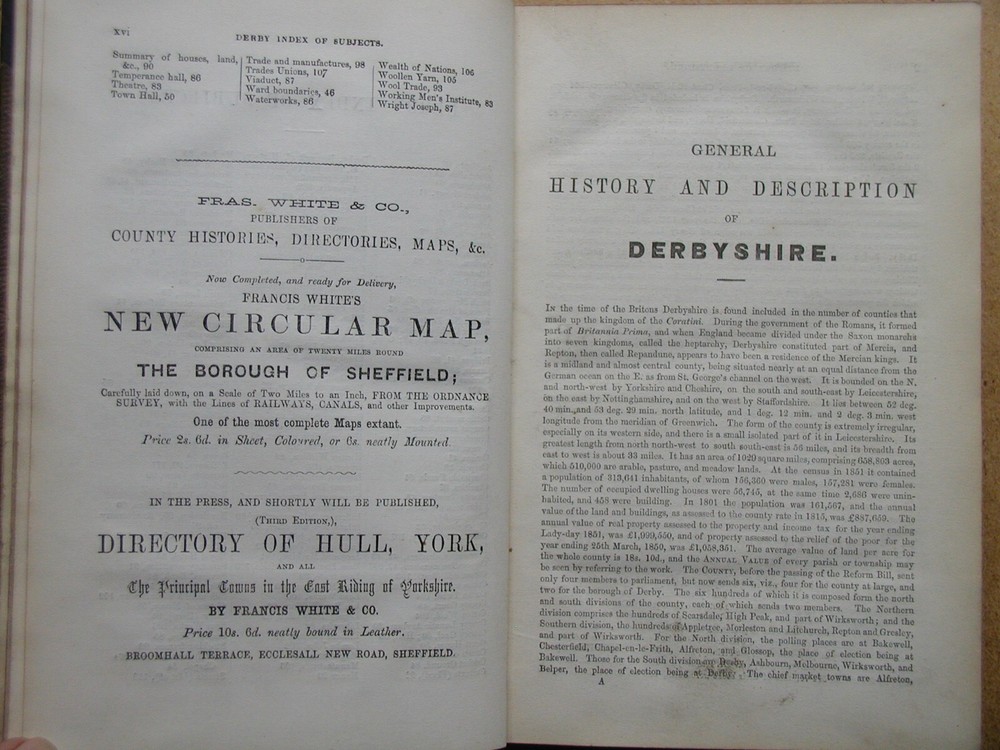 xvi
DERBY INDEX OF SUBJECTS.
Summary of houses, land,
&c., 90
Temperance hall, 86
Theatre, 83
Town Hall, 50
Trade and manufactures, 98
Trades Unions, 107
Viaduct, 87
Ward boundaries, 46
Waterworks, 86
Wealth of Nations, 106
Woollen Yarn, 105
Wool Trade, 93
Working Men's Institute, 83
Wright Joseph, 87
FRAS. WHITE & CO.,
PUBLISHERS OF
COUNTY HISTORIES, DIRECTORIES, MAPS, &c.
Now Completed, and ready for Delivery,
FRANCIS WHITE'S
NEW CIRCULAR MAP,
COMPRISING AN AREA OF TWENTY MILES ROUND
THE BOROUGH OF SHEFFIELD;
Carefully laid down, on a Scale of Two Miles to an Inch, FROM THE ORDNANCE
SURVEY, with the Lines of RAILWAYS, CANALS, and other Improvements.
One of the most complete Maps extant.
Price 2s. 6d. in Sheet, Coloured, or 6s. neatly Mounted.
IN THE PRESS, AND SHORTLY WILL BE PUBLISHED,
(THIRD EDITION,),
DIRECTORY OF HULL, YORK,
AND ALL
The Principal Towns in the East Riding of Yorkshire.
BY FRANCIS WHITE & CO.
Price 10s. 6d. neatly bound in Leather.
BROOMHALL TERRACE, ECCLESALL NEW ROAD, SHEFFIELD.
GENERAL
HISTORY AND DESCRIPTION
OF
DERBYSHIRE.
IN the time of the Britons Derbyshire is found included in the number of counties that
made up the kingdom of the Coratini. During the government of the Romans, it formed
part of Britannia Prima, and when England became divided under the Saxon monarchs
into seven kingdoms, called the heptarchy, Derbyshire constituted part of Mercia, and
Repton, then called Repandune, appears to have been a residence of the Mercian kings. It
is a midland and almost central county, being situated nearly at an equal distance from the
German ocean on the E. as from St. George's channel on the west. It is bounded on the N.
and north-west by Yorkshire and Cheshire, on the south and south-east by Leicestershire,
on the east by Nottinghamshire, and on the west by Staffordshire. It lies between 52 deg.
40 min., and 53 deg. 29 min. north latitude, and 1 deg. 12 min. and 2 deg. 3 min. west
longitude from the meridian of Greenwich. The form of the county is extremely irregular,
especially on its western side, and there is a small isolated part of it in Leicestershire. Its
greatest length from north north-west to south south-east is 56 miles, and its breadth from
east to west is about 33 miles. It has an area of 1029 square miles, comprising 658,803 acres,
which 510,000 are arable, pasture, and meadow lands. At the census in 1851 it contained
a population of 313,641 inhabitants, of whom 156,360 were males, 157,281 were females.
The number of occupied dwelling houses were 56,745, at the same time 2,686 were unin-
habited, and 458 were building. In 1801 the population was 161,567, and the annual
value of the land and buildings, as assessed to the county rate in 1815, was £887,659. The
annual value of real property assessed to the property and income tax for the year ending
Lady-day 1851, was £1,999,550, and of property assessed to the relief of the poor for the
year ending 25th March, 1850, was £1,058,351. The average value of land per acre for
the whole county is 18s. 10d., and the ANNUAL VALUE of every parish or township may
be seen by referring to the work. The COUNTY, before the passing of the Reform Bill, sent
only four members to parliament, but now sends six, viz., four for the county at large, and
two for the borough of Derby. The six hundreds of which it is composed form the north
and south divisions of the county, each of which sends two members. The Northern
division comprises the hundreds of Scarsdale, High Peak, and part of Wirksworth; and the
Southern division, the hundreds of Appletree, Morleston and Litchurch, Repton and Gresley,
and part of Wirksworth. For the North division, the polling places are at Bakewell,
Chesterfield, Chapel-en-le-Frith, Alfreton, and Glossop, the place of election being at
Bakewell. Those for the South division are Derby, Ashbourn, Melbourne, Wirksworth, and
Belper, the place of election being at Derby. The chief market towns are Alfreton,
A